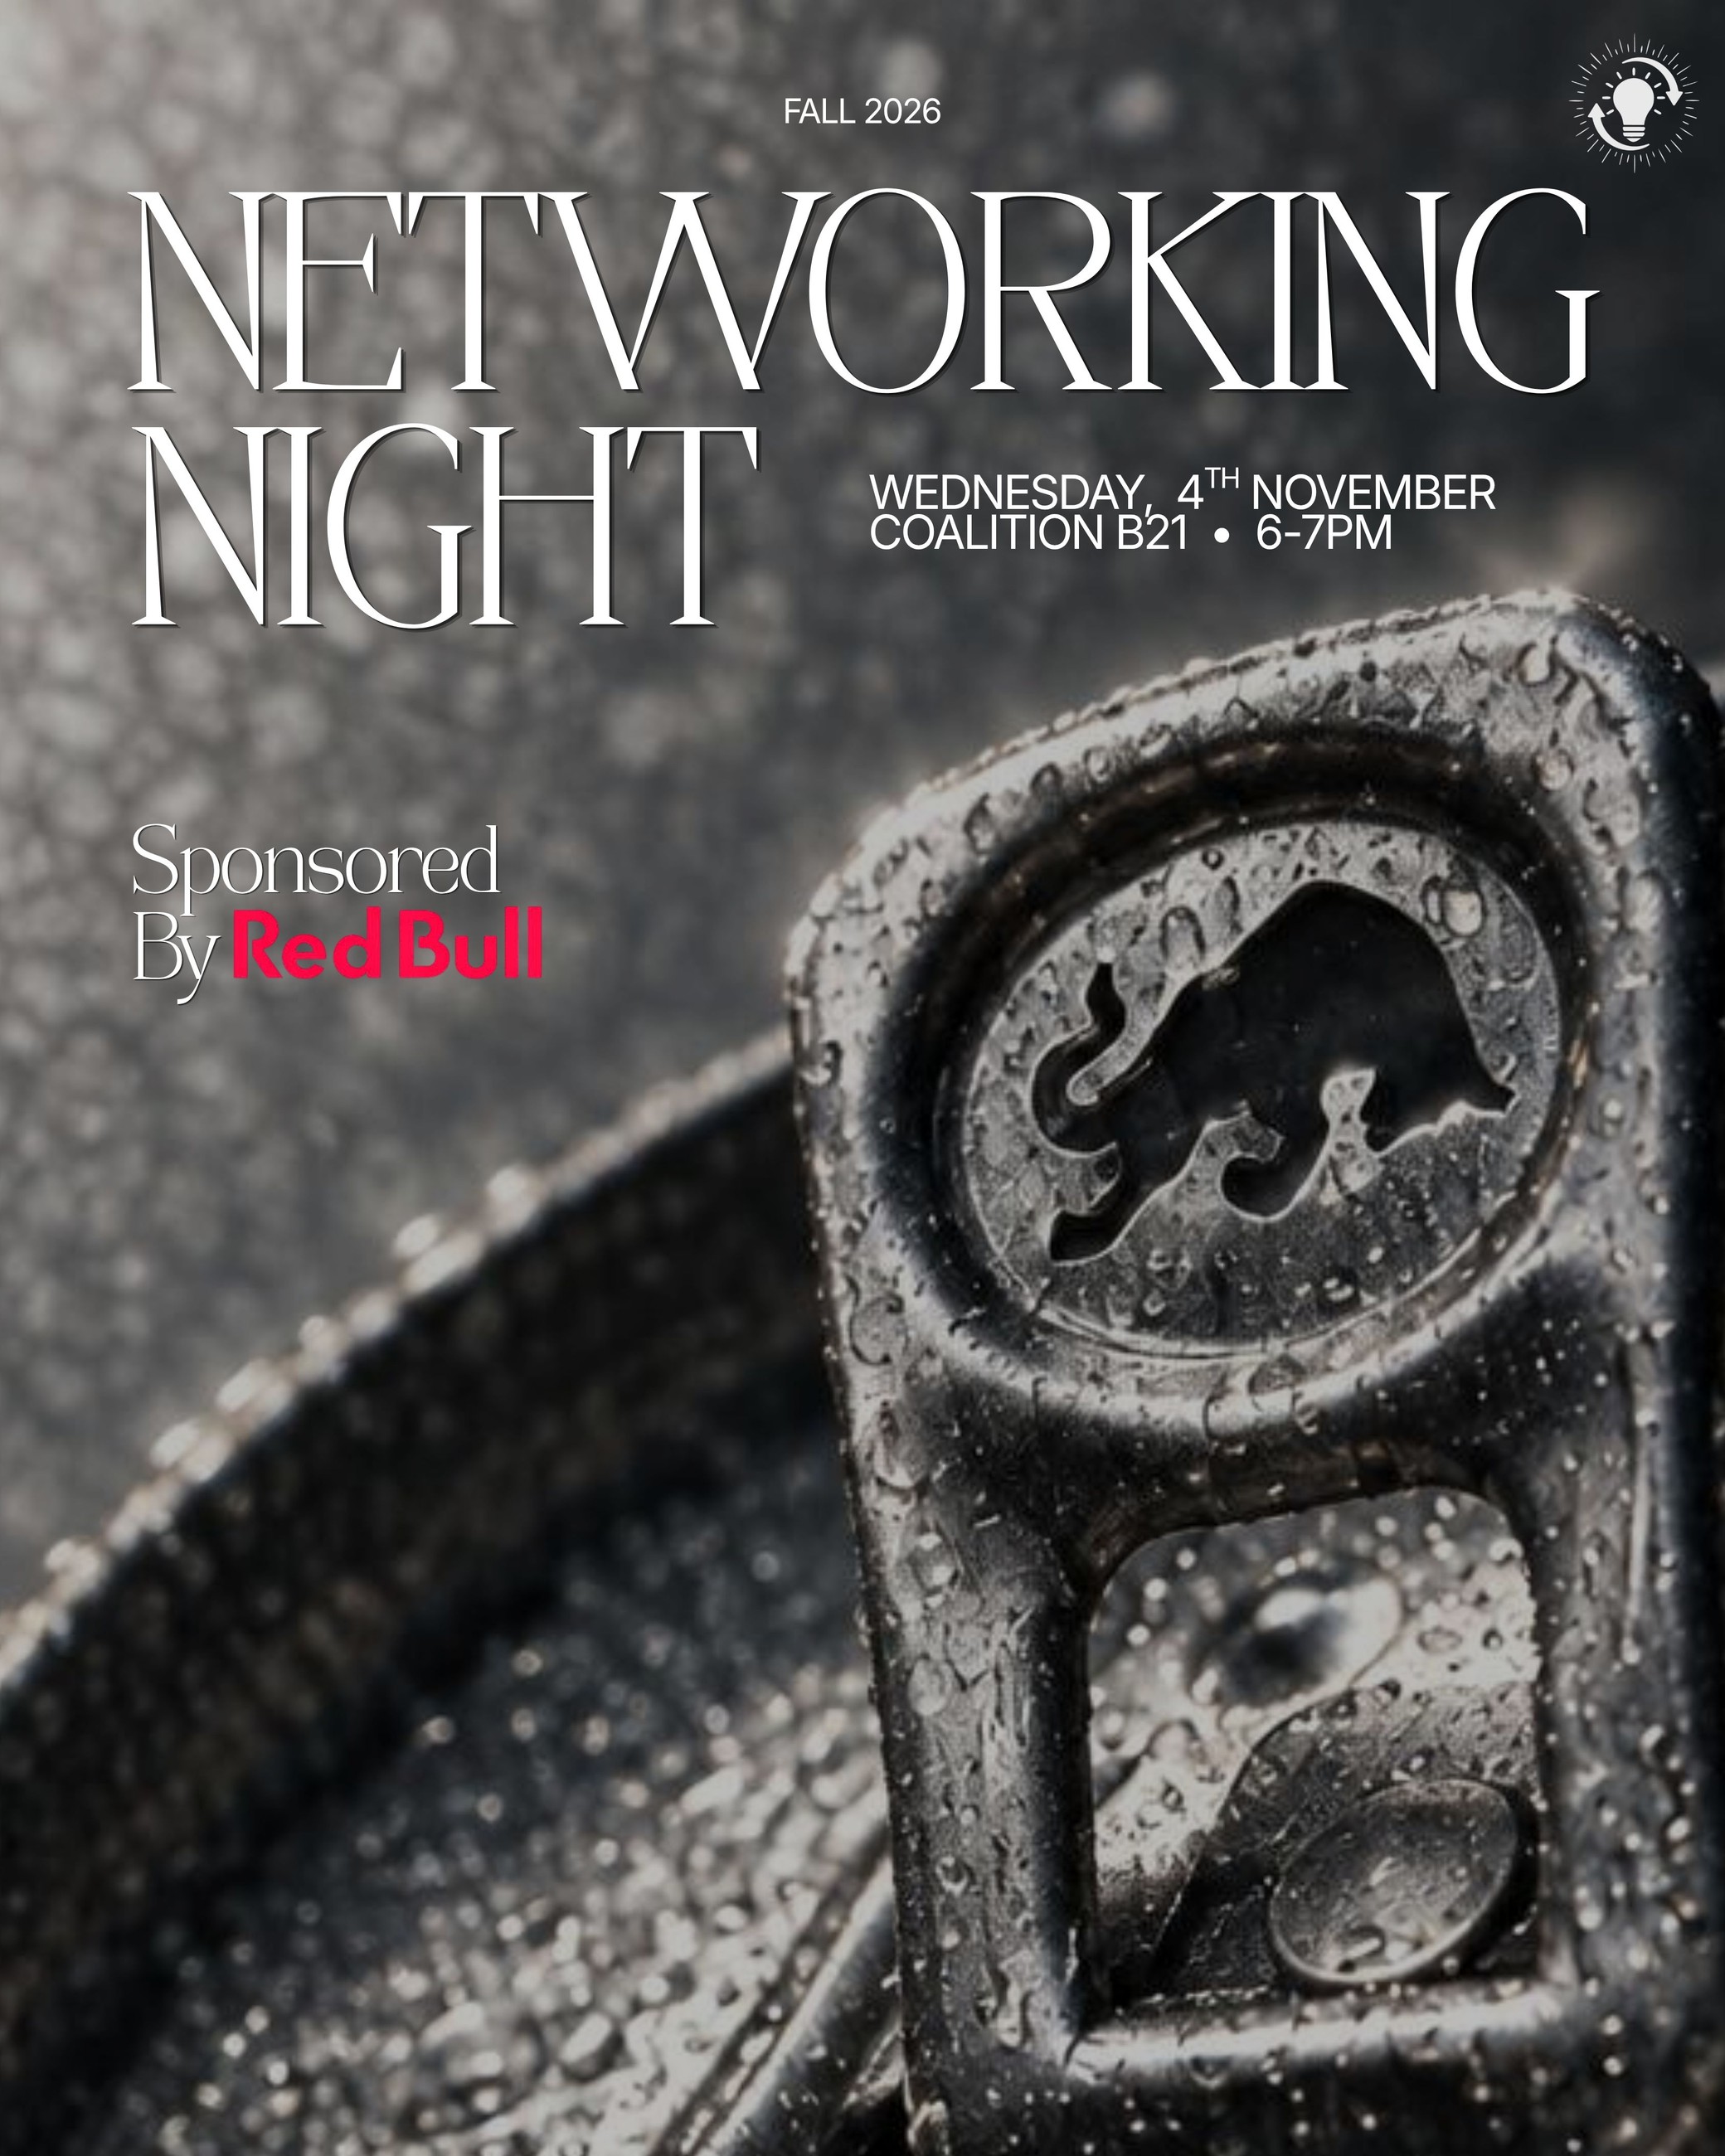 FALL 2026
NETWORKING
NIGHT
WEDNESDAY, 4TH NOVEMBER
COALITION B21 • 6-7PM
Sponsored
By Red Bull